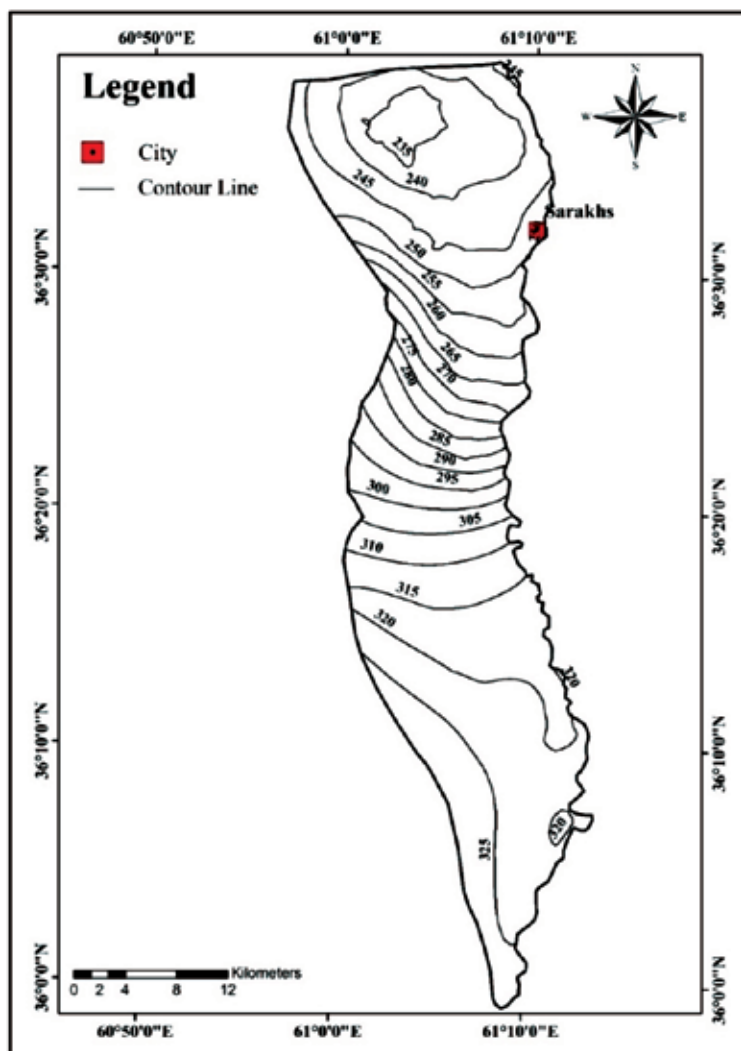 60°50'0"E 61°0'0"E 61°10'0"E
Legend
City
Contour Line
N
W E
S
245
235
240
245
Sarakhs
250
255
260
36°30'0"N
36°30'0"N
265
275
270
280
285
290
295
300
305
36°20'0"N
36°20'0"N
310
315
320
320
36°10'0"N
36°10'0"N
320
325
36°0'0"N
36°0'0"N
Kilometers
0 2 4 8 12
60°50'0"E 61°0'0"E 61°10'0"E